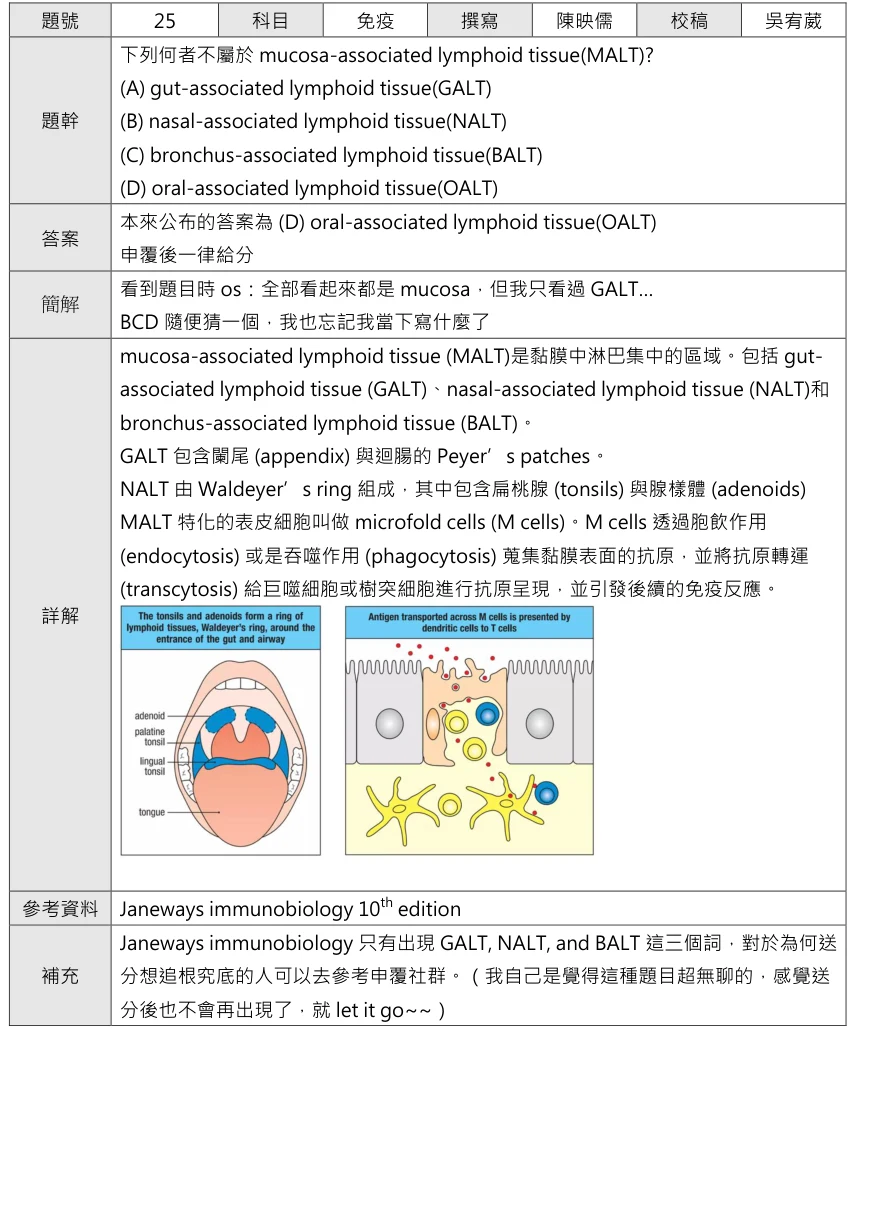 題號 25 科目 免疫 撰寫 陳映儒 校稿 吳宥葳
題幹
下列何者不屬於 mucosa-associated lymphoid tissue(MALT)?
(A) gut-associated lymphoid tissue(GALT)
(B) nasal-associated lymphoid tissue(NALT)
(C) bronchus-associated lymphoid tissue(BALT)
(D) oral-associated lymphoid tissue(OALT)
答案
本來公布的答案為 (D) oral-associated lymphoid tissue(OALT)
申覆後一律給分
簡解
看到題目時 os：全部看起來都是 mucosa，但我只看過 GALT...
BCD 隨便猜一個，我也忘記我當下寫什麼了
詳解
mucosa-associated lymphoid tissue (MALT)是黏膜中淋巴集中的區域。包括 gut-
associated lymphoid tissue (GALT)、nasal-associated lymphoid tissue (NALT)和
bronchus-associated lymphoid tissue (BALT)。
GALT 包含闌尾 (appendix) 與迴腸的 Peyer’s patches。
NALT 由 Waldeyer’s ring 組成，其中包含扁桃腺 (tonsils) 與腺樣體 (adenoids)
MALT 特化的表皮細胞叫做 microfold cells (M cells)。M cells 透過胞飲作用
(endocytosis) 或是吞噬作用 (phagocytosis) 蒐集黏膜表面的抗原，並將抗原轉運
(transcytosis) 給巨噬細胞或樹突細胞進行抗原呈現，並引發後續的免疫反應。
The tonsils and adenoids form a ring of
lymphoid tissues, Waldeyer's ring, around the
entrance of the gut and airway
adenoid
palatine
tonsil
lingual
tonsil
tongue
Antigen transported across M cells is presented by
dendritic cells to T cells
參考資料
Janeways immunobiology 10th edition
補充
Janeways immunobiology 只有出現 GALT, NALT, and BALT 這三個詞，對於為何送
分想追根究底的人可以去參考申覆社群。（我自己是覺得這種題目超無聊的，感覺送
分後也不會再出現了，就 let it go~~）